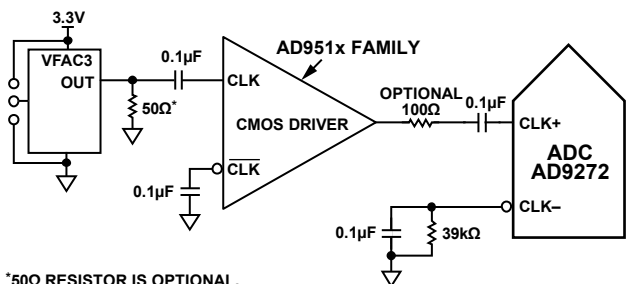 3.3V
VFAC3
OUT
0.1µF
50Ω*
CLK
CLK
0.1µF
AD951x FAMILY
CMOS DRIVER
OPTIONAL
100Ω
0.1µF
CLK+
ADC
AD9272
CLK–
0.1µF
39kΩ
*50Ω RESISTOR IS OPTIONAL.